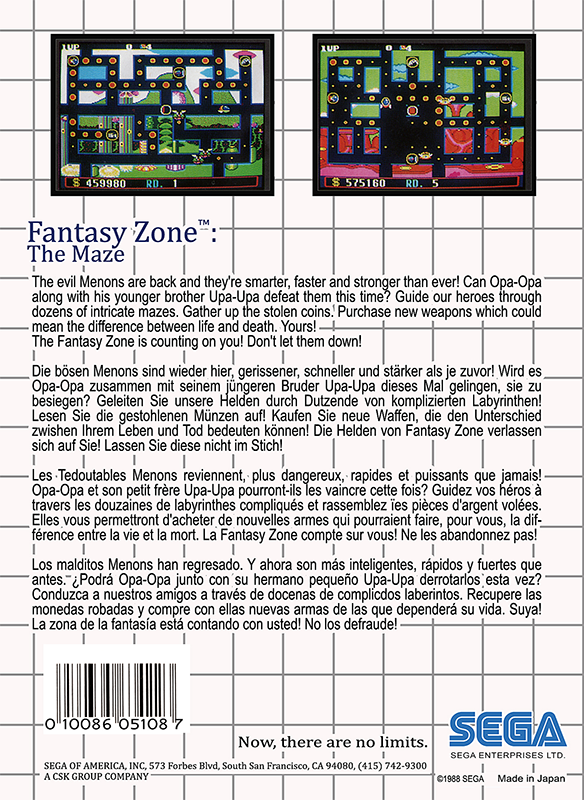 1UP 0 4
1UP 0 4
$ 459980 RD. 1
$ 575160 RD. 5
Fantasy Zone™:
The Maze
The evil Menons are back and they're smarter, faster and stronger than ever! Can Opa-Opa
along with his younger brother Upa-Upa defeat them this time? Guide our heroes through
dozens of intricate mazes. Gather up the stolen coins. Purchase new weapons which could
mean the difference between life and death. Yours!
The Fantasy Zone is counting on you! Don't let them down!
Die bösen Menons sind wieder hier, gerissener, schneller und stärker als je zuvor! Wird es
Opa-Opa zusammen mit seinem jüngeren Bruder Upa-Upa dieses Mal gelingen, sie zu
besiegen? Geleiten Sie unsere Helden durch Dutzende von komplizierten Labyrinthen!
Lesen Sie die gestohlenen Münzen auf! Kaufen Sie neue Waffen, die den Unterschied
zwishen Ihrem Leben und Tod bedeuten können! Die Helden von Fantasy Zone verlassen
sich auf Sie! Lassen Sie diese nicht im Stich!
Les Tedoutables Menons reviennent, plus dangereux, rapides et puissants que jamais!
Opa-Opa et son petit frère Upa-Upa pourront-ils les vaincre cette fois? Guidez vos héros à
travers les douzaines de labyrinthes compliqués et rassemblez ïes pièces d'argent volées.
Elles vous permettront d'acheter de nouvelles armes qui pourraient faire, pour vous, la dif-
férence entre la vie et la mort. La Fantasy Zone compte sur vous! Ne les abandonnez pas!
Los malditos Menons han regresado. Y ahora son más inteligentes, rápidos y fuertes que
antes. ¿Podrá Opa-Opa junto con su hermano pequeño Upa-Upa derrotarlos esta vez?
Conduzca a nuestros amigos a través de docenas de complicdos laberintos. Recupere las
monedas robadas y compre con ellas nuevas armas de las que dependerá su vida. Suya!
La zona de la fantasía está contando con usted! No los defraude!
0 10086 05108 7
Now, there are no limits.
SEGA
SEGA ENTERPRISES LTD.
SEGA OF AMERICA, INC, 573 Forbes Blvd, South San Francisco, CA 94080, (415) 742-9300
A CSK GROUP COMPANY
©1988 SEGA Made in Japan